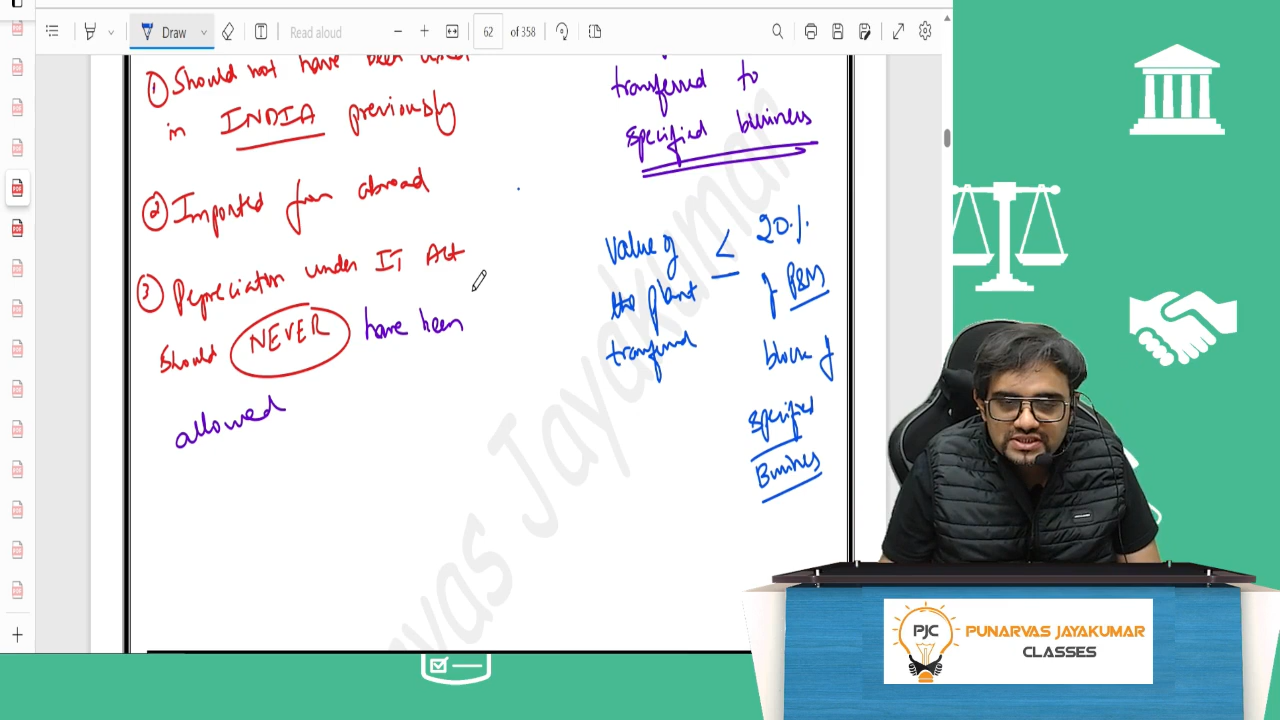 Draw
Read aloud
62
of 358
① Should not have been used
in INDIA previously
② Imported from abroad
③ Depreciation under IT Act
Should NEVER have been
allowed
transferred to
specified business
Value of
the plant
transferred
≤
20%
of P&M
block of
specified
Business
vas Jayakumar
PJC
PUNARVAS JAYAKUMAR
CLASSES